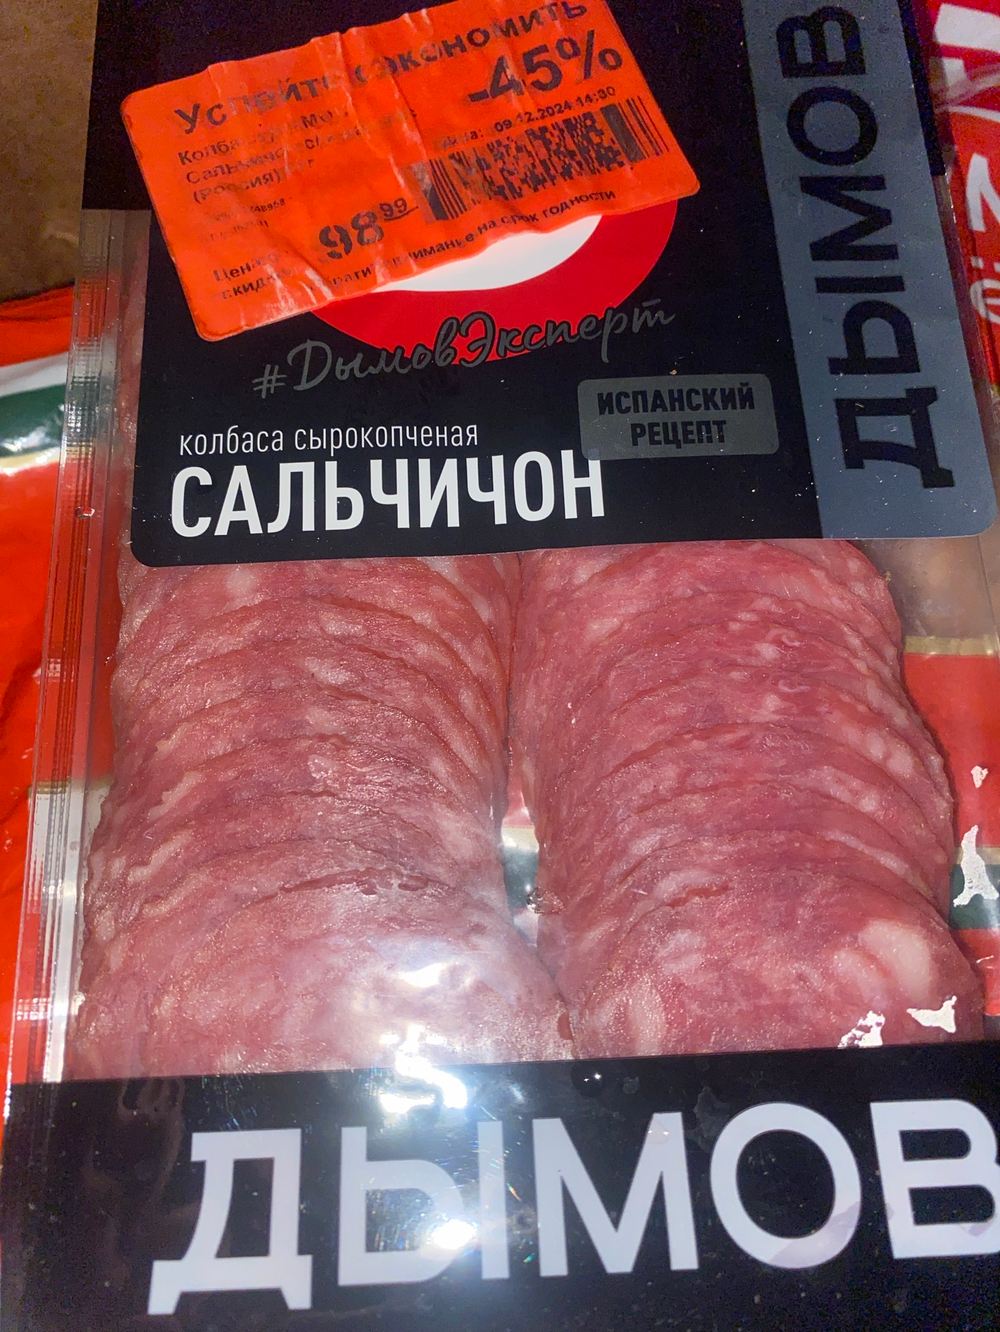 Успейте сэкономить
-45%
09.12.2024 14:30
(Россия)
98 99
на срок годности
#ДымовЭксперт
ИСПАНСКИЙ
РЕЦЕПТ
колбаса сырокопченая
САЛЬЧИЧОН
ДЫМОВ
ДЫМОВ